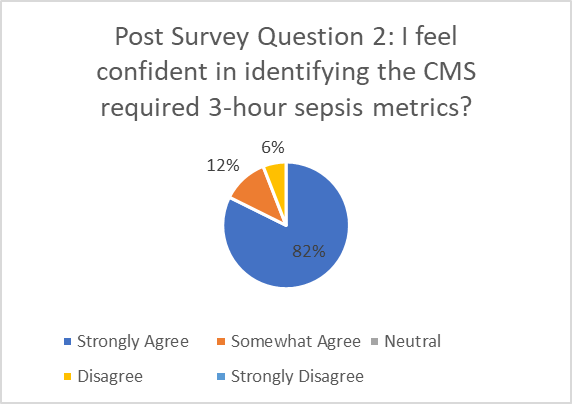 Post Survey Question 2: I feel
confident in identifying the CMS
required 3-hour sepsis metrics?
6%
12%
82%
Strongly Agree Somewhat Agree Neutral
Disagree Strongly Disagree